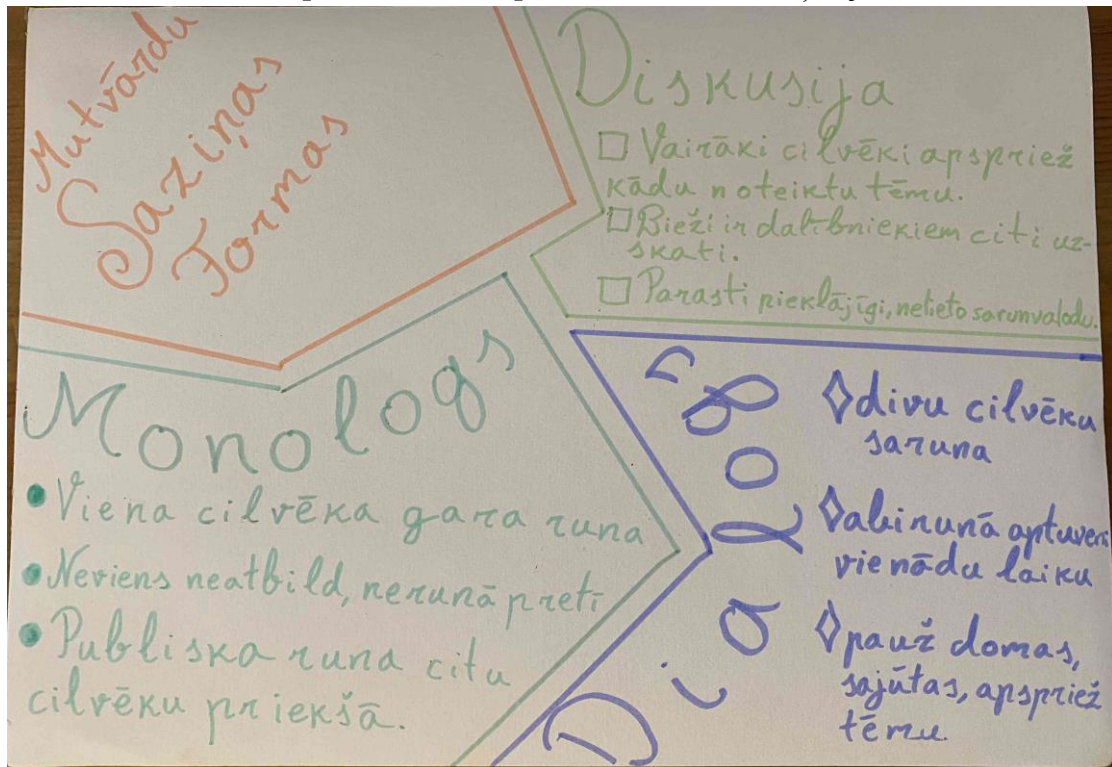 Mutvārdu
Saziņas
Formas
Diskusija
Vairāki cilvēki apspriež
kādu noteiktu tēmu.
Bieži ir dalībniekiem citi uz-
skati.
Parasti pieklājīgi, nelieto sarunvalodu.
Monologs
Viena cilvēka gara runa
Neviens neatbild, nerunā pretī
Publiska runa citu
cilvēku priekšā.
Dialogs
divu cilvēku
saruna
abi runā aptuveni
vienādu laiku
pauž domas,
sajūtas, apspriež
tēmu.